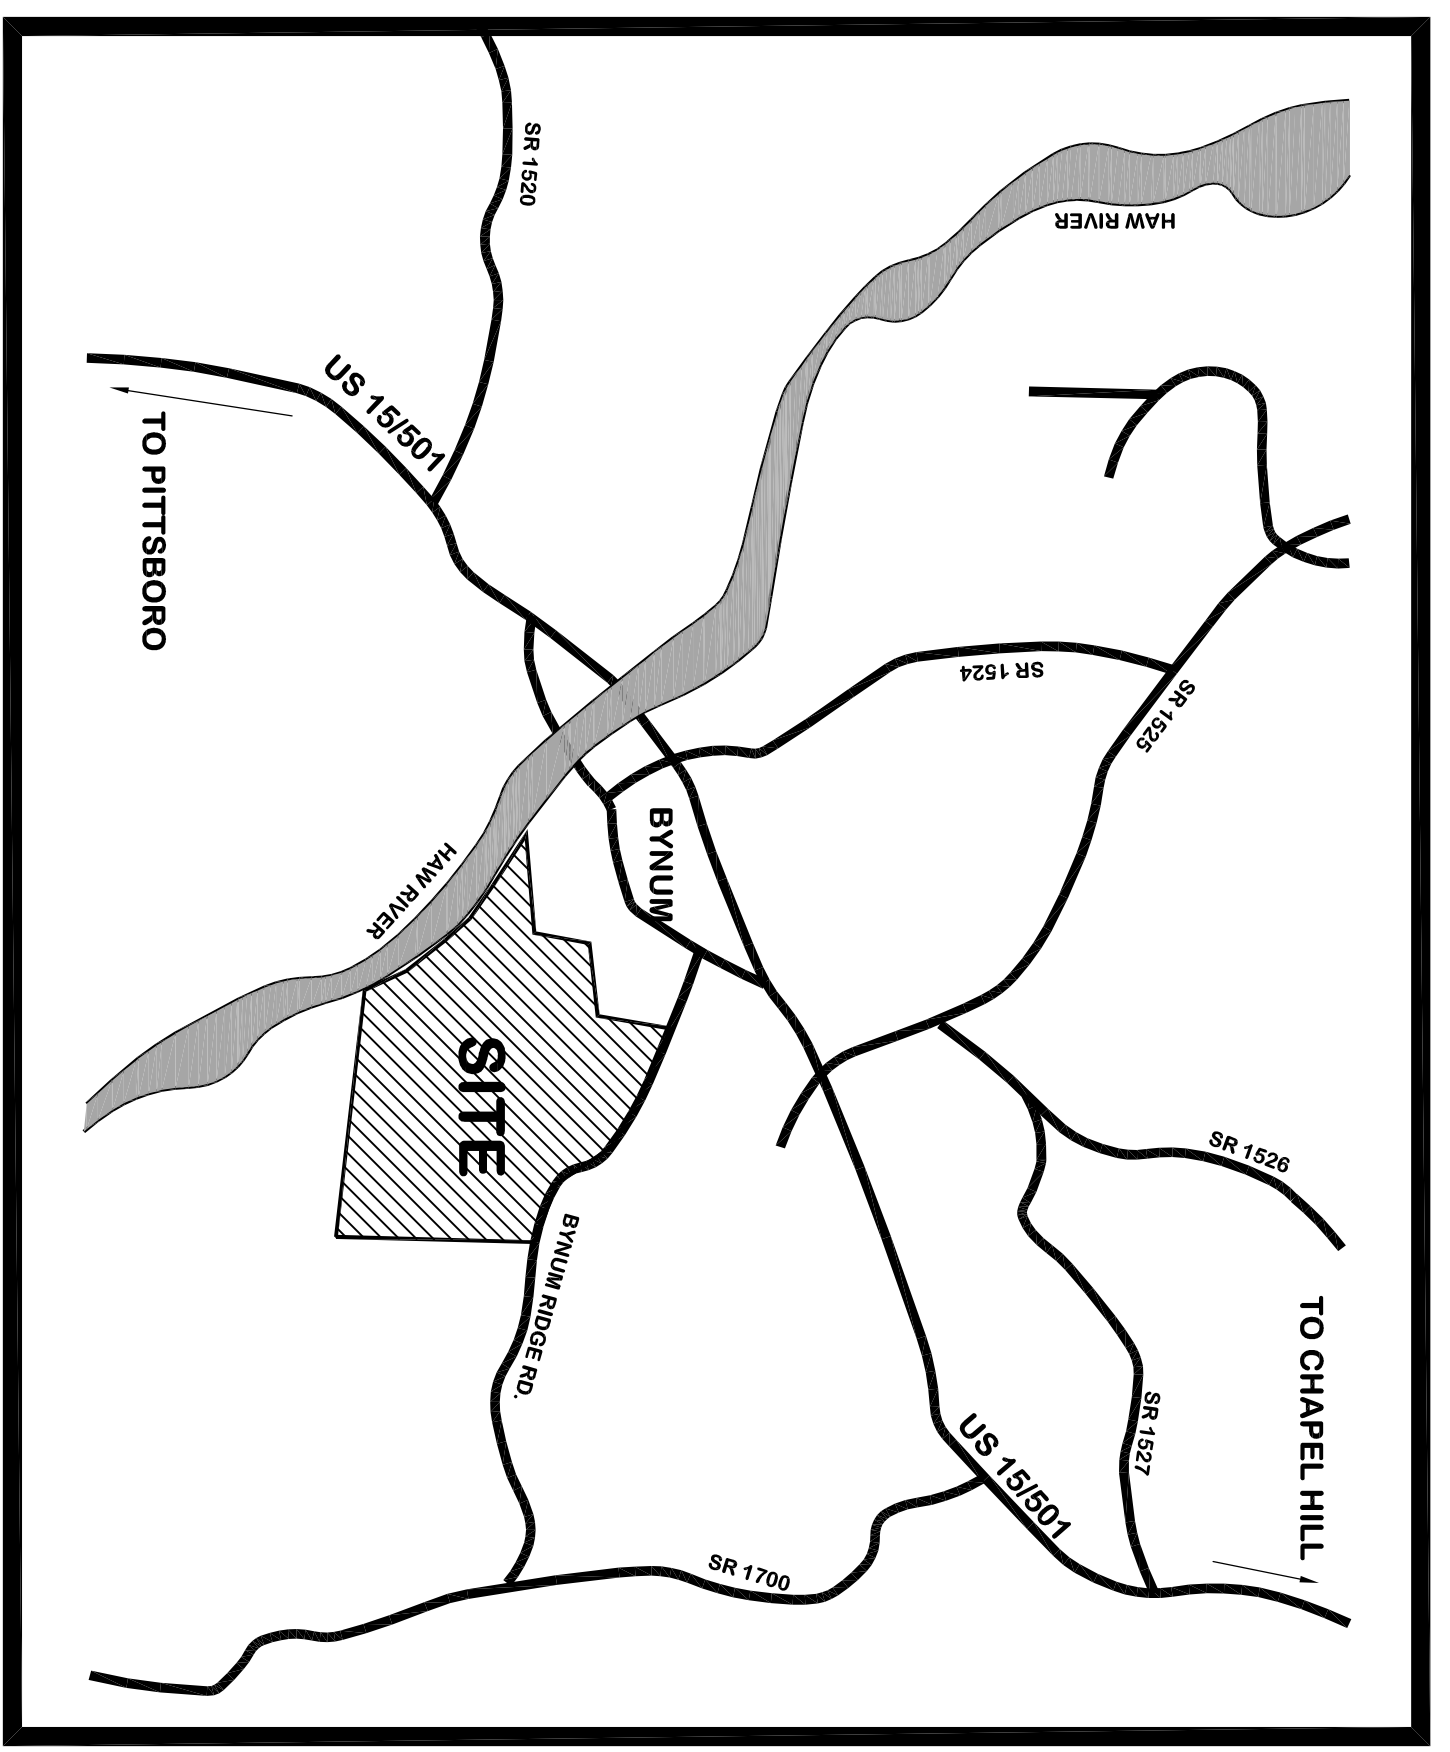 SR 1520
HAW RIVER
US 15/501
TO PITTSBORO
SR 1524
SR 1525
BYNUM
HAW RIVER
SITE
SR 1526
BYNUM RIDGE RD.
TO CHAPEL HILL
SR 1527
US 15/501
SR 1700